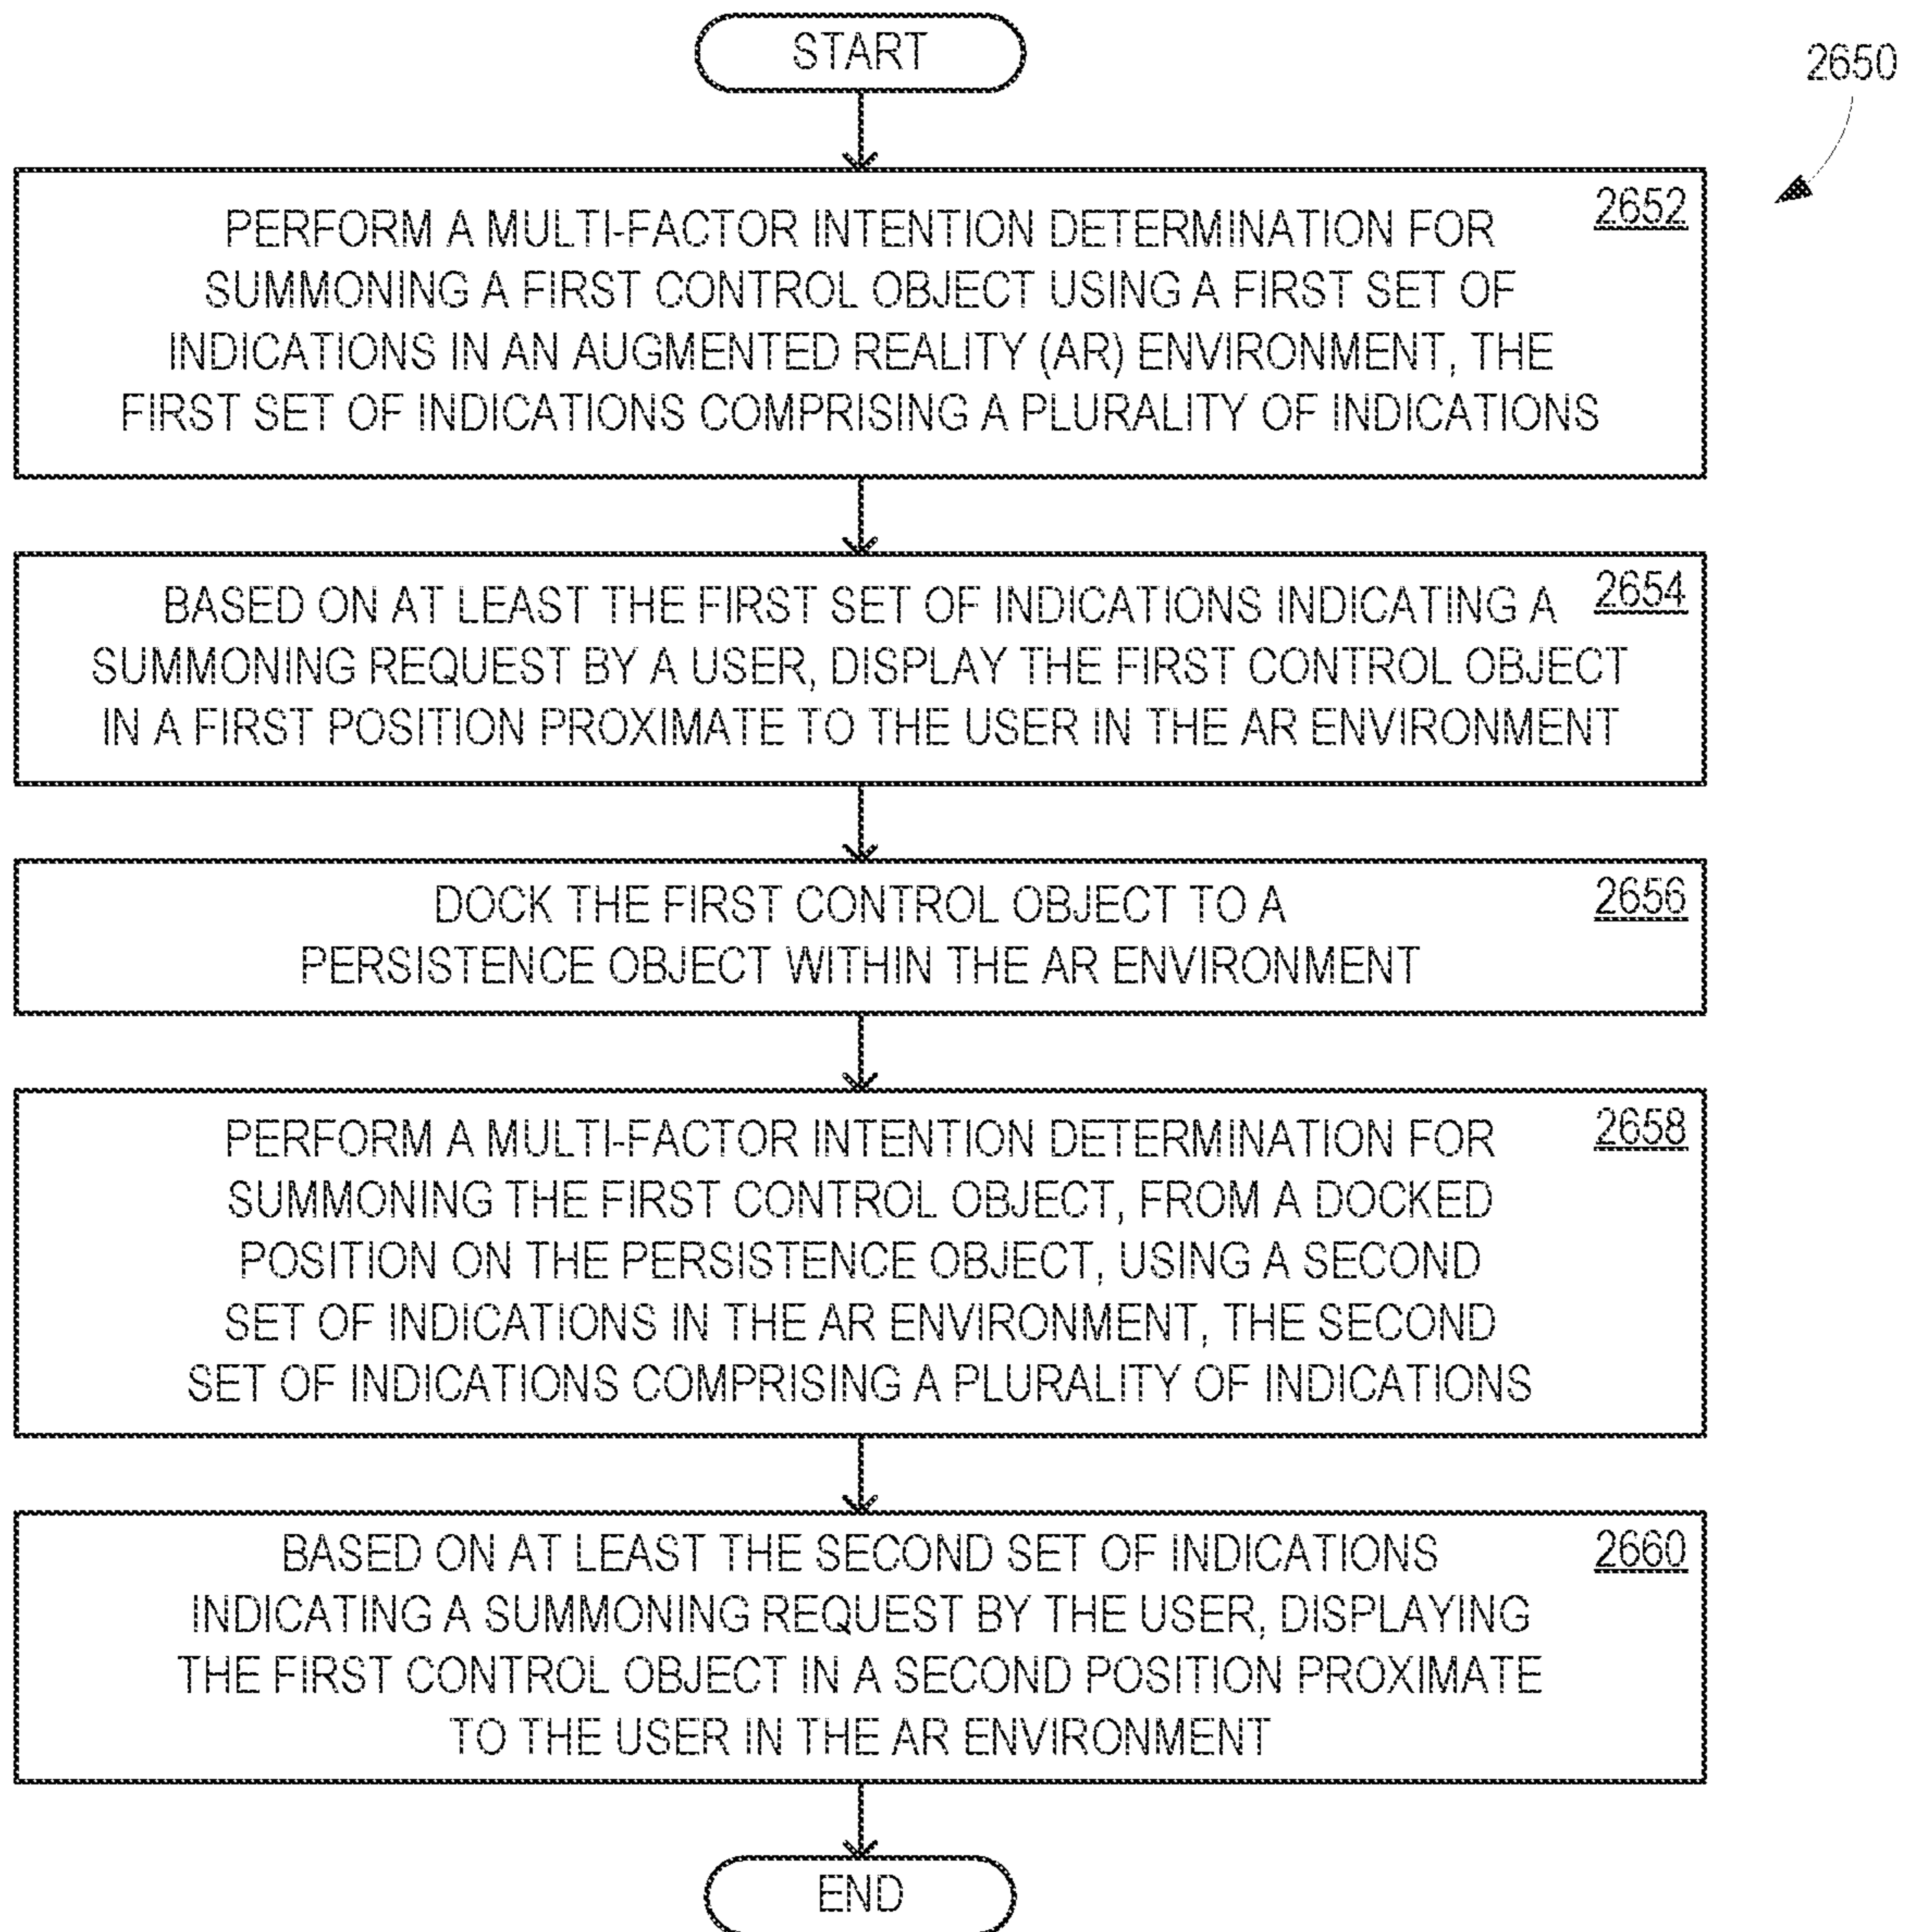 START
2650
2652
PERFORM A MULTI-FACTOR INTENTION DETERMINATION FOR
SUMMONING A FIRST CONTROL OBJECT USING A FIRST SET OF
INDICATIONS IN AN AUGMENTED REALITY (AR) ENVIRONMENT, THE
FIRST SET OF INDICATIONS COMPRISING A PLURALITY OF INDICATIONS
2654
BASED ON AT LEAST THE FIRST SET OF INDICATIONS INDICATING A
SUMMONING REQUEST BY A USER, DISPLAY THE FIRST CONTROL OBJECT
IN A FIRST POSITION PROXIMATE TO THE USER IN THE AR ENVIRONMENT
2656
DOCK THE FIRST CONTROL OBJECT TO A
PERSISTENCE OBJECT WITHIN THE AR ENVIRONMENT
2658
PERFORM A MULTI-FACTOR INTENTION DETERMINATION FOR
SUMMONING THE FIRST CONTROL OBJECT, FROM A DOCKED
POSITION ON THE PERSISTENCE OBJECT, USING A SECOND
SET OF INDICATIONS IN THE AR ENVIRONMENT, THE SECOND
SET OF INDICATIONS COMPRISING A PLURALITY OF INDICATIONS
2660
BASED ON AT LEAST THE SECOND SET OF INDICATIONS
INDICATING A SUMMONING REQUEST BY THE USER, DISPLAYING
THE FIRST CONTROL OBJECT IN A SECOND POSITION PROXIMATE
TO THE USER IN THE AR ENVIRONMENT
END